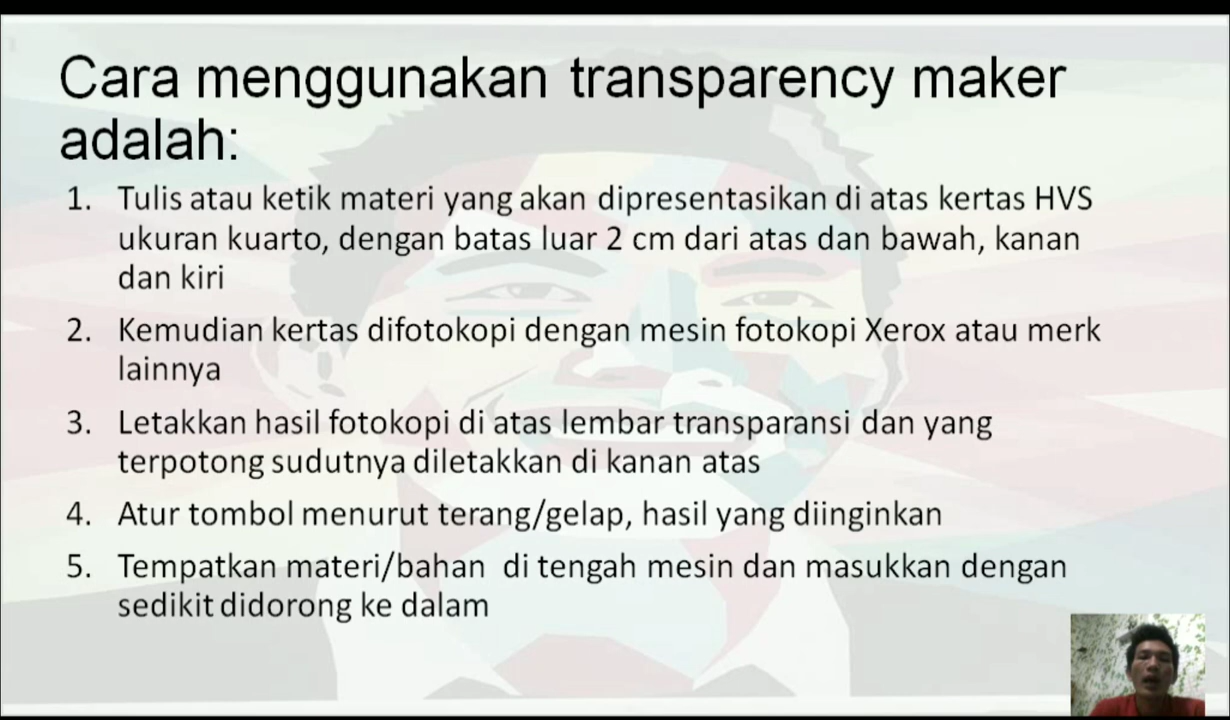 Cara menggunakan transparency maker
adalah:
1. Tulis atau ketik materi yang akan dipresentasikan di atas kertas HVS
ukuran kuarto, dengan batas luar 2 cm dari atas dan bawah, kanan
dan kiri
2. Kemudian kertas difotokopi dengan mesin fotokopi Xerox atau merk
lainnya
3. Letakkan hasil fotokopi di atas lembar transparansi dan yang
terpotong sudutnya diletakkan di kanan atas
4. Atur tombol menurut terang/gelap, hasil yang diinginkan
5. Tempatkan materi/bahan di tengah mesin dan masukkan dengan
sedikit didorong ke dalam